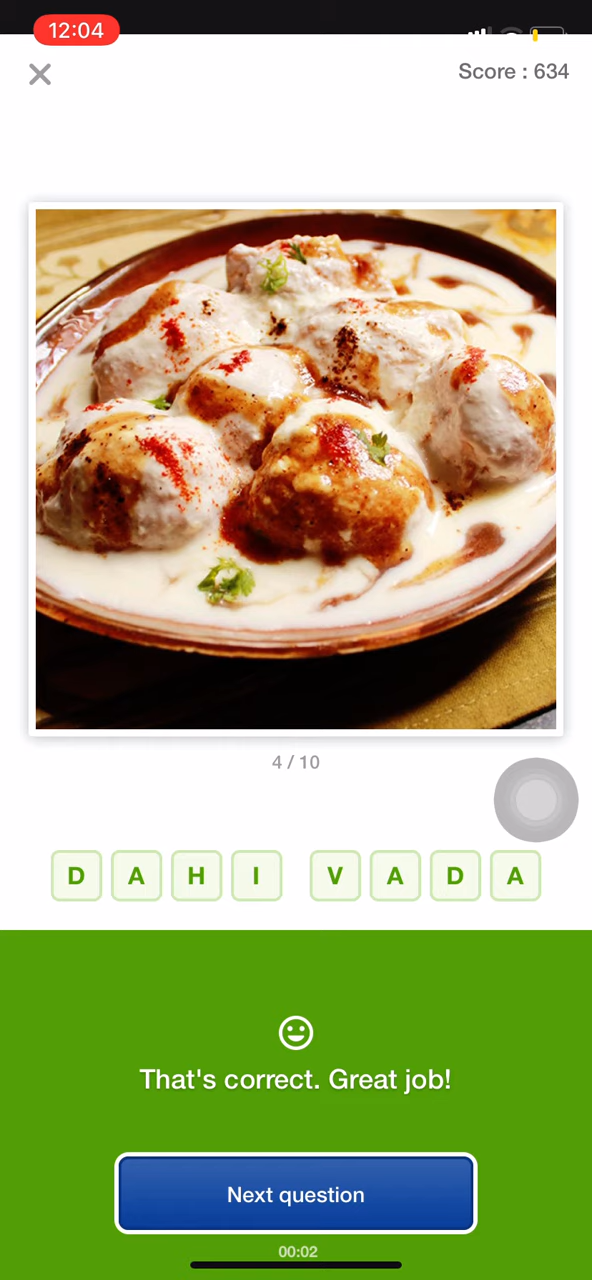 12:04
Score : 634
4 / 10
D A H I V A D A
That's correct. Great job!
Next question
00:02